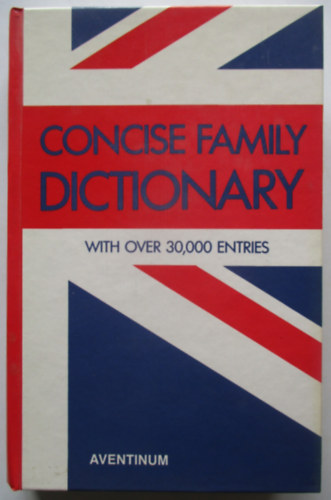 CONCISE FAMILY
DICTIONARY
WITH OVER 30,000 ENTRIES
AVENTINUM